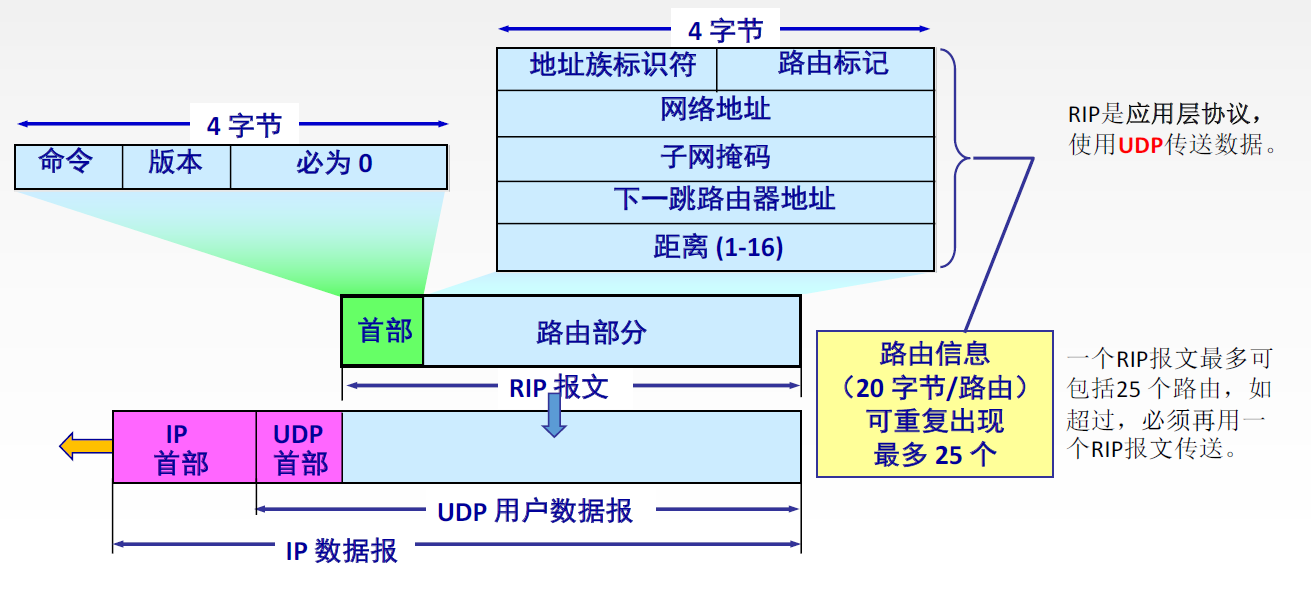 4 字节
地址族标识符
路由标记
网络地址
子网掩码
下一跳路由器地址
距离 (1-16)
4 字节
命令
版本
必为 0
RIP是应用层协议，
使用UDP传送数据。
首部
路由部分
RIP 报文
路由信息
（20 字节/路由）
可重复出现
最多 25 个
一个RIP报文最多可
包括25 个路由，如
超过，必须再用一
个RIP报文传送。
IP
首部
UDP
首部
UDP 用户数据报
IP 数据报